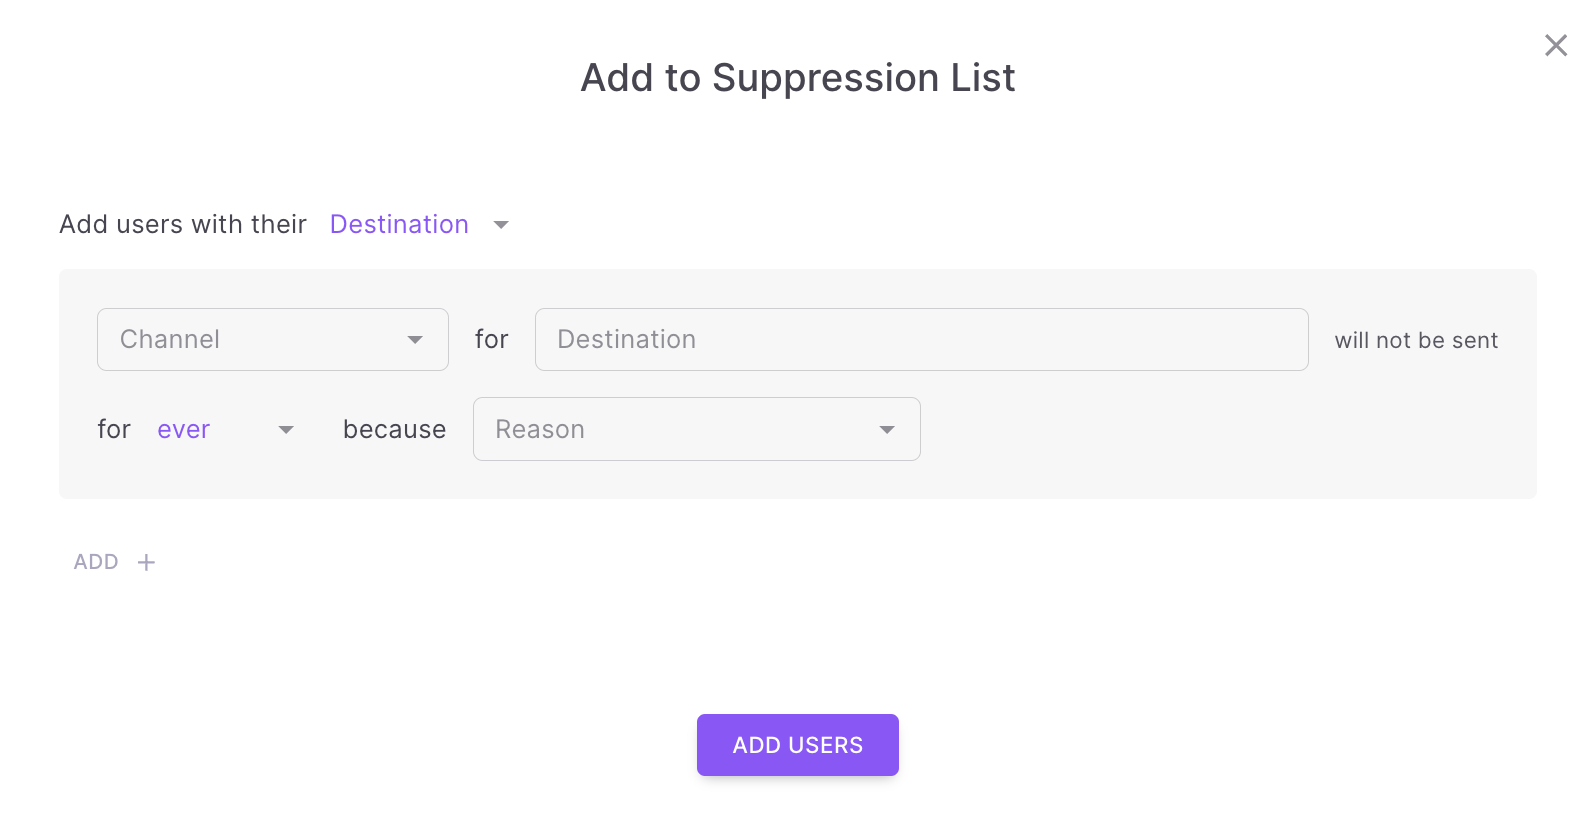 Add to Suppression List
Add users with their Destination
Channel for Destination will not be sent
for ever because Reason
ADD +
ADD USERS